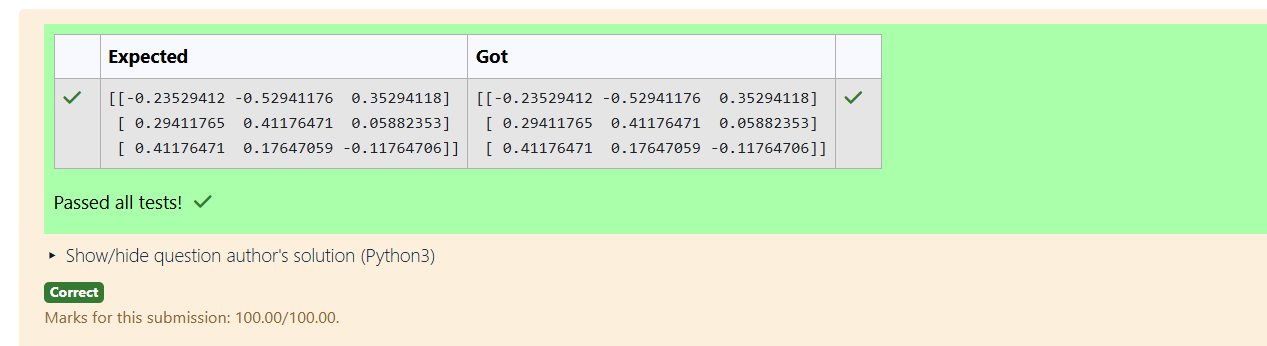 Expected Got
[[-0.23529412 -0.52941176  0.35294118] [[-0.23529412 -0.52941176  0.35294118]
[ 0.29411765  0.41176471  0.05882353] [ 0.29411765  0.41176471  0.05882353]
[ 0.41176471  0.17647059 -0.11764706]] [ 0.41176471  0.17647059 -0.11764706]]
Passed all tests!
Show/hide question author's solution (Python3)
Correct
Marks for this submission: 100.00/100.00.